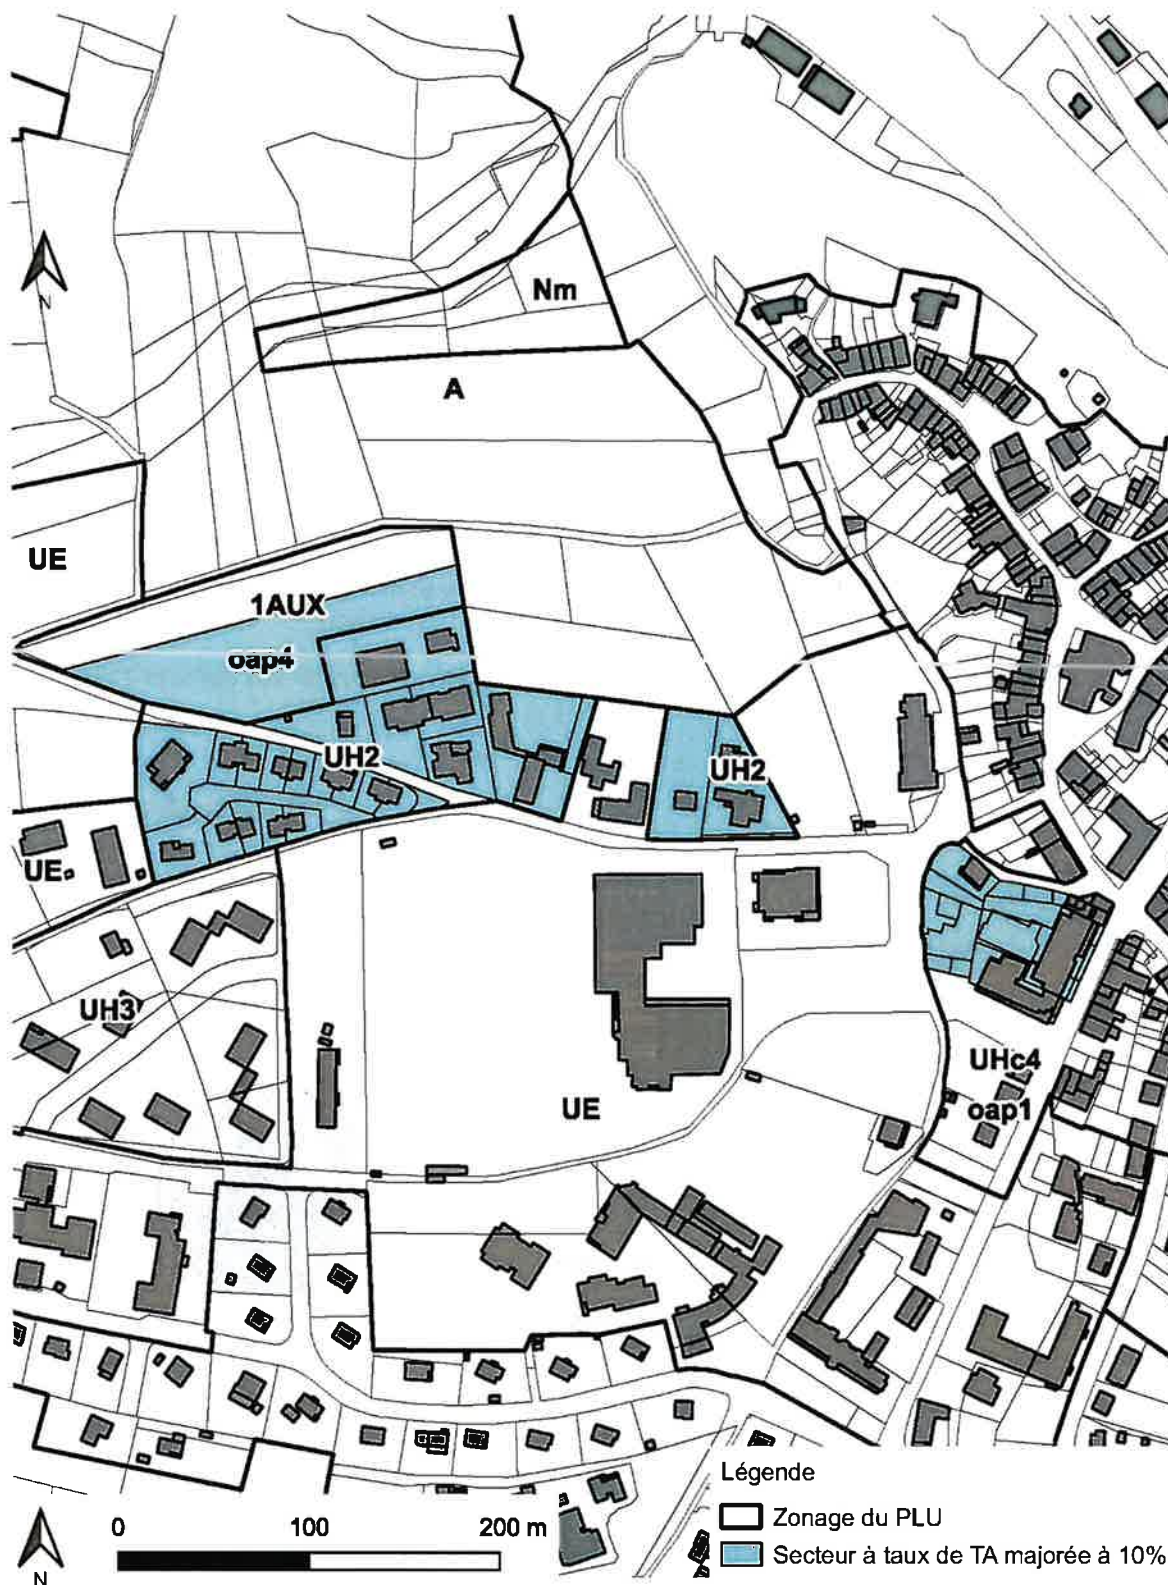 N
Nm
A
UE
1AUX
oap4
UH2
UH2
UE
UH3
UHc4
UE
oap1
Légende
Zonage du PLU
0 100 200 m
Secteur à taux de TA majorée à 10%
N